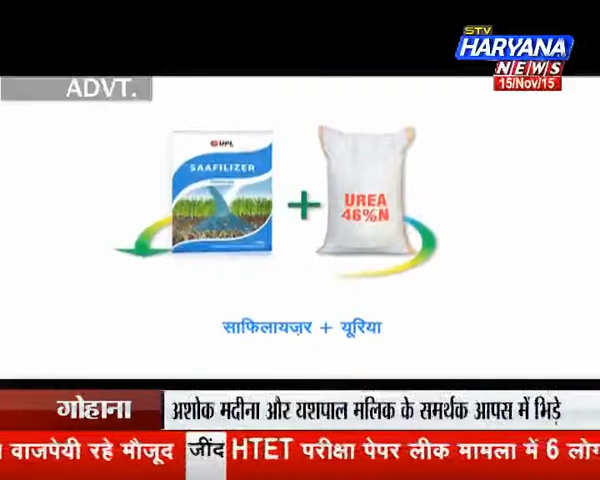 STV
HARYANA
NEWS
15/Nov/15
ADVT.
UPL
SAAFILIZER
UREA
46%N
साफिलायज़र + यूरिया
गोहाना अशोक मदीना और यशपाल मलिक के समर्थक आपस में भिड़े
वाजपेयी रहे मौजूद जींद HTET परीक्षा पेपर लीक मामला में 6 लोग